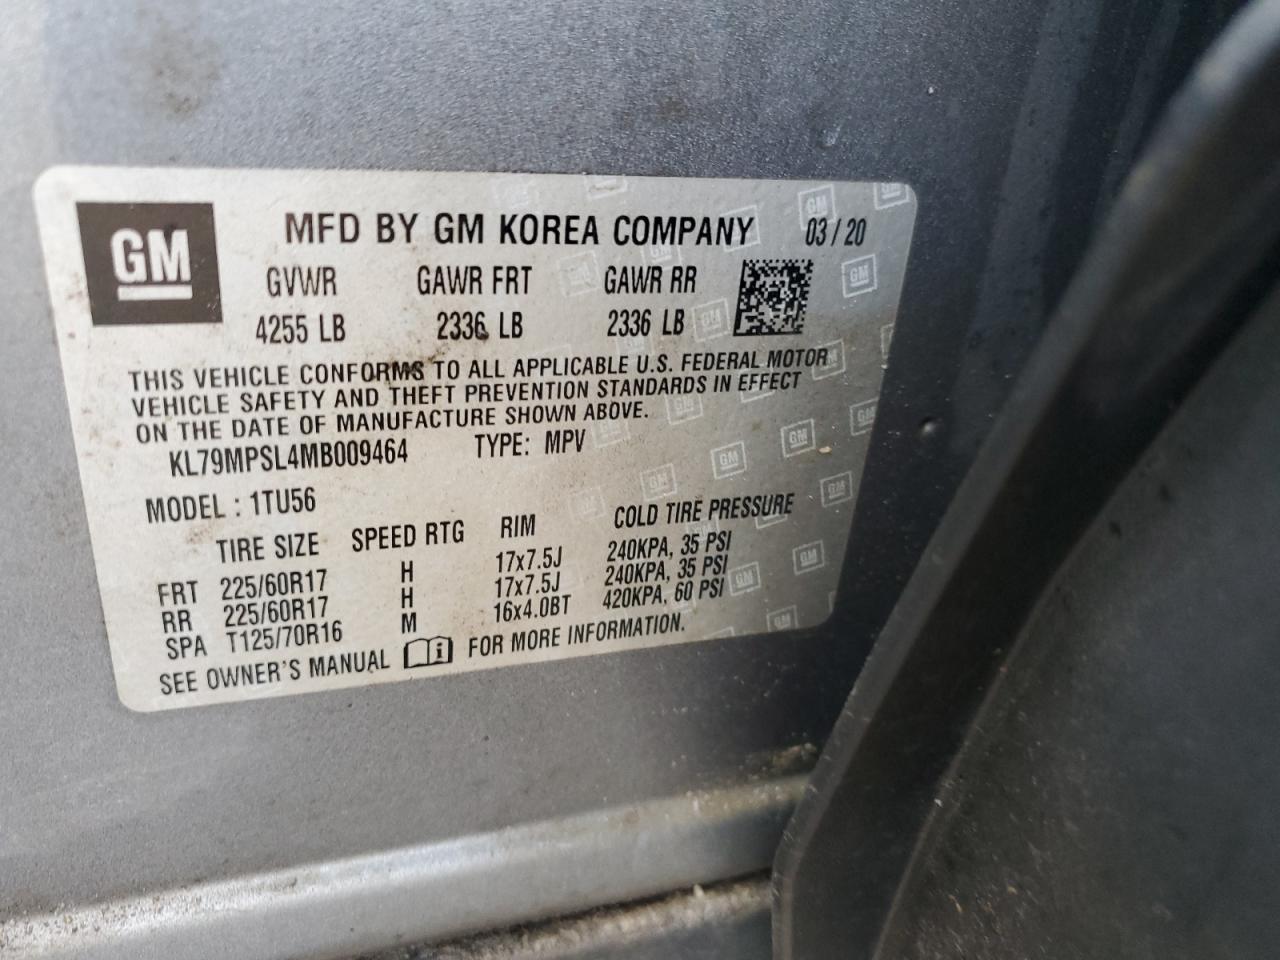 GM
MFD BY GM KOREA COMPANY 03 / 20
GVWR GAWR FRT GAWR RR
4255 LB 2336 LB 2336 LB
THIS VEHICLE CONFORMS TO ALL APPLICABLE U.S. FEDERAL MOTOR
VEHICLE SAFETY AND THEFT PREVENTION STANDARDS IN EFFECT
ON THE DATE OF MANUFACTURE SHOWN ABOVE.
KL79MPSL4MB009464 TYPE: MPV
MODEL : 1TU56
TIRE SIZE SPEED RTG RIM COLD TIRE PRESSURE
FRT 225/60R17 H 17x7.5J 240KPA, 35 PSI
RR 225/60R17 H 17x7.5J 240KPA, 35 PSI
SPA T125/70R16 M 16x4.0BT 420KPA, 60 PSI
SEE OWNER'S MANUAL i FOR MORE INFORMATION.